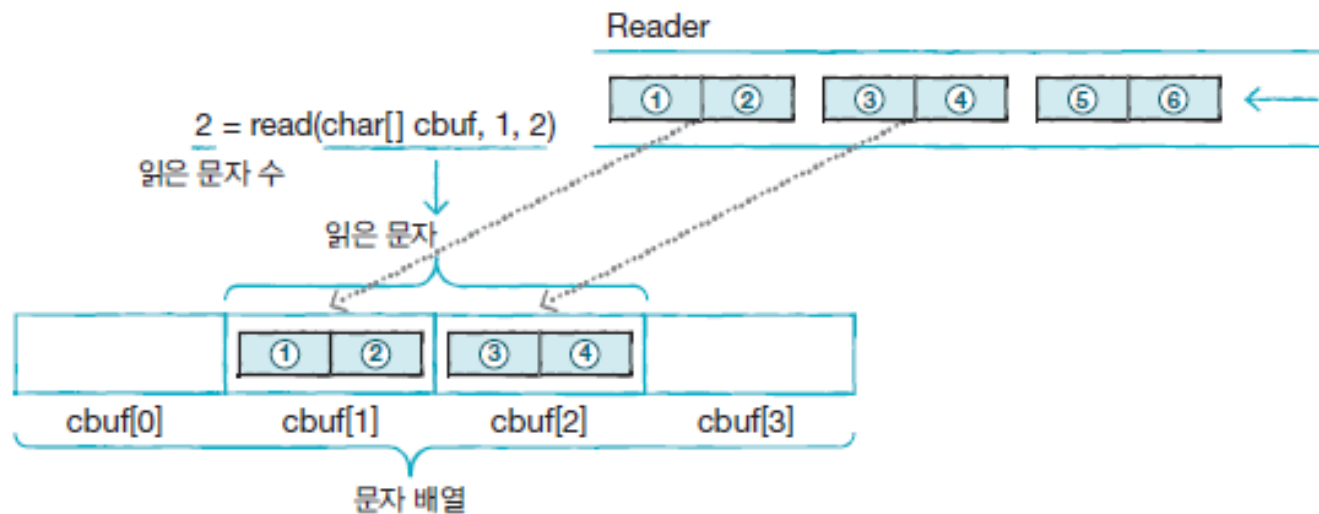 Reader
① ② ③ ④ ⑤ ⑥
2 = read(char[] cbuf, 1, 2)
읽은 문자 수
읽은 문자
① ② ③ ④
cbuf[0] cbuf[1] cbuf[2] cbuf[3]
문자 배열